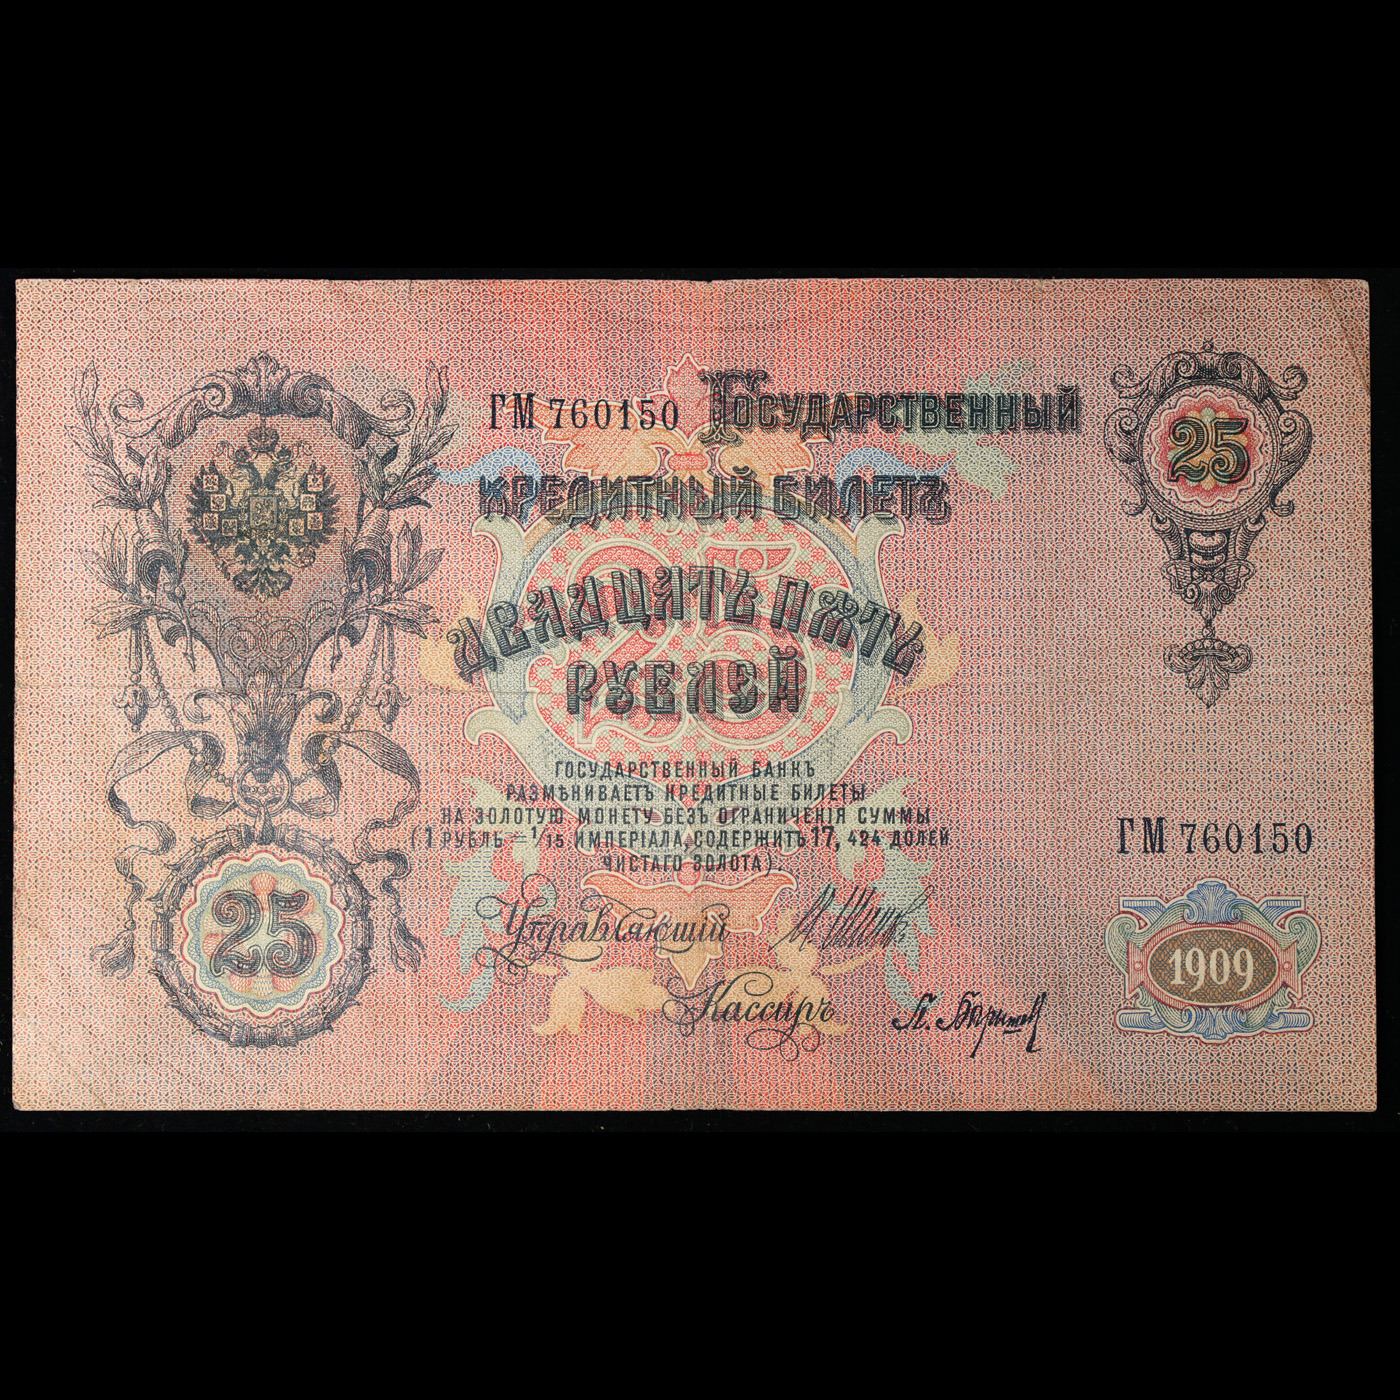 ГМ 760150 ГОСУДАРСТВЕННЫЙ
25
КРЕДИТНЫЙ БИЛЕТЪ
25
ДВАДЦАТЬ ПЯТЬ
РУБЛЕЙ
ГОСУДАРСТВЕННЫЙ БАНКЪ
РАЗМѢНИВАЕТЪ КРЕДИТНЫЕ БИЛЕТЫ
НА ЗОЛОТУЮ МОНЕТУ БЕЗЪ ОГРАНИЧЕНІЯ СУММЫ
(1 РУБЛЬ = 1/15 ИМПЕРІАЛА, СОДЕРЖИТЪ 17, 424 ДОЛЕЙ
ЧИСТАГО ЗОЛОТА).
ГМ 760150
25
Управляющій
1909
Кассиръ